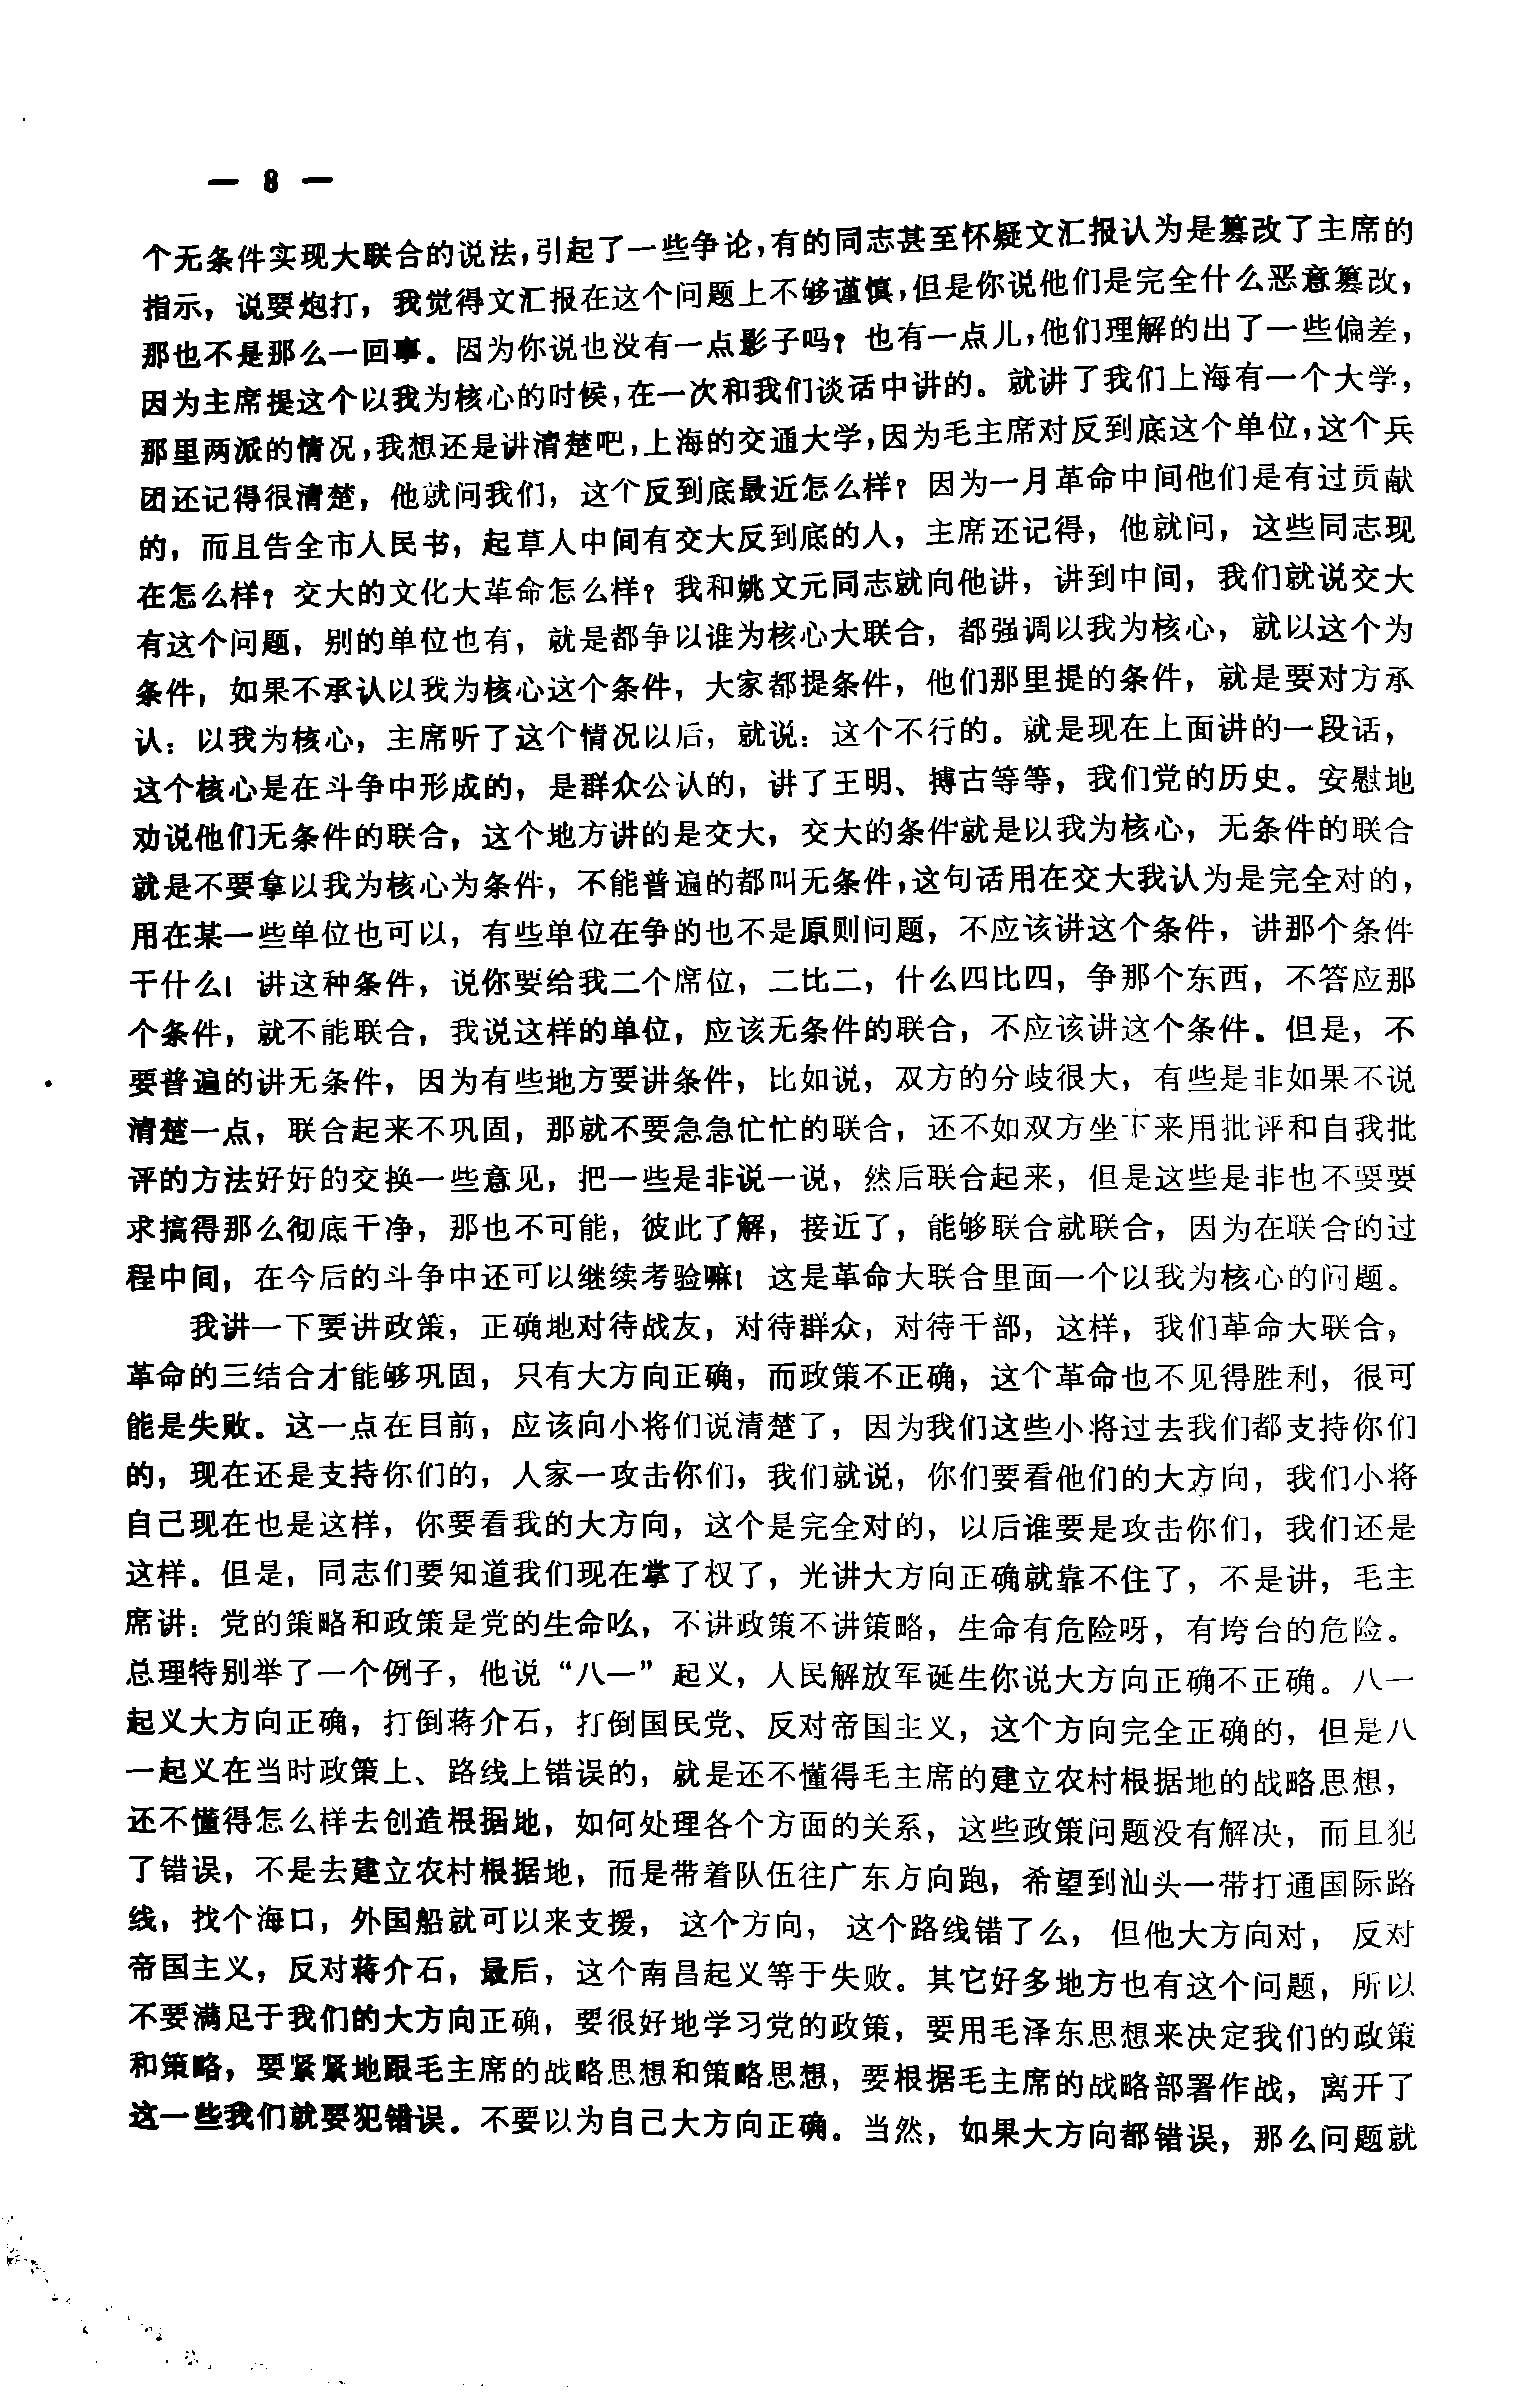 — 8 —
个无条件实现大联合的说法,引起了一些争论,有的同志甚至怀疑文汇报认为是篡改了主席的
指示，说要炮打，我觉得文汇报在这个问题上不够谨慎,但是你说他们是完全什么恶意篡改，
那也不是那么一回事。因为你说也没有一点影子吗？也有一点儿,他们理解的出了一些偏差，
因为主席提这个以我为核心的时候,在一次和我们谈话中讲的。就讲了我们上海有一个大学，
那里两派的情况,我想还是讲清楚吧,上海的交通大学,因为毛主席对反到底这个单位,这个兵
团还记得很清楚，他就问我们，这个反到底最近怎么样？因为一月革命中间他们是有过贡献
的，而且告全市人民书，起草人中间有交大反到底的人，主席还记得，他就问，这些同志现
在怎么样？交大的文化大革命怎么样？我和姚文元同志就向他讲，讲到中间，我们就说交大
有这个问题，别的单位也有，就是都争以谁为核心大联合，都强调以我为核心，就以这个为
条件，如果不承认以我为核心这个条件，大家都提条件，他们那里提的条件，就是要对方承
认：以我为核心，主席听了这个情况以后，就说：这个不行的。就是现在上面讲的一段话，
这个核心是在斗争中形成的，是群众公认的，讲了王明、搏古等等，我们党的历史。安慰地
劝说他们无条件的联合，这个地方讲的是交大，交大的条件就是以我为核心，无条件的联合
就是不要拿以我为核心为条件，不能普遍的都叫无条件,这句话用在交大我认为是完全对的，
用在某一些单位也可以，有些单位在争的也不是原则问题，不应该讲这个条件，讲那个条件
干什么！讲这种条件，说你要给我二个席位，二比二，什么四比四，争那个东西，不答应那
个条件，就不能联合，我说这样的单位，应该无条件的联合，不应该讲这个条件。但是，不
要普遍的讲无条件，因为有些地方要讲条件，比如说，双方的分歧很大，有些是非如果不说
清楚一点，联合起来不巩固，那就不要急急忙忙的联合，还不如双方坐下来用批评和自我批
评的方法好好的交换一些意见，把一些是非说一说，然后联合起来，但是这些是非也不要要
求搞得那么彻底干净，那也不可能，彼此了解，接近了，能够联合就联合，因为在联合的过
程中间，在今后的斗争中还可以继续考验嘛！这是革命大联合里面一个以我为核心的问题。
我讲一下要讲政策，正确地对待战友，对待群众，对待干部，这样，我们革命大联合，
革命的三结合才能够巩固，只有大方向正确，而政策不正确，这个革命也不见得胜利，很可
能是失败。这一点在目前，应该向小将们说清楚了，因为我们这些小将过去我们都支持你们
的，现在还是支持你们的，人家一攻击你们，我们就说，你们要看他们的大方向，我们小将
自己现在也是这样，你要看我的大方向，这个是完全对的，以后谁要是攻击你们，我们还是
这样。但是，同志们要知道我们现在掌了权了，光讲大方向正确就靠不住了，不是讲，毛主
席讲：党的策略和政策是党的生命吆，不讲政策不讲策略，生命有危险呀，有垮台的危险。
总理特别举了一个例子，他说“八一”起义，人民解放军诞生你说大方向正确不正确。八一
起义大方向正确，打倒蒋介石，打倒国民党、反对帝国主义，这个方向完全正确的，但是八
一起义在当时政策上、路线上错误的，就是还不懂得毛主席的建立农村根据地的战略思想，
还不懂得怎么样去创造根据地，如何处理各个方面的关系，这些政策问题没有解决，而且犯
了错误，不是去建立农村根据地，而是带着队伍往广东方向跑，希望到汕头一带打通国际路
线，找个海口，外国船就可以来支援，这个方向，这个路线错了么，但他大方向对，反对
帝国主义，反对蒋介石，最后，这个南昌起义等于失败。其它好多地方也有这个问题，所以
不要满足于我们的大方向正确，要很好地学习党的政策，要用毛泽东思想来决定我们的政策
和策略，要紧紧地跟毛主席的战略思想和策略思想，要根据毛主席的战略部署作战，离开了
这一些我们就要犯错误。不要以为自己大方向正确。当然，如果大方向都错误，那么问题就